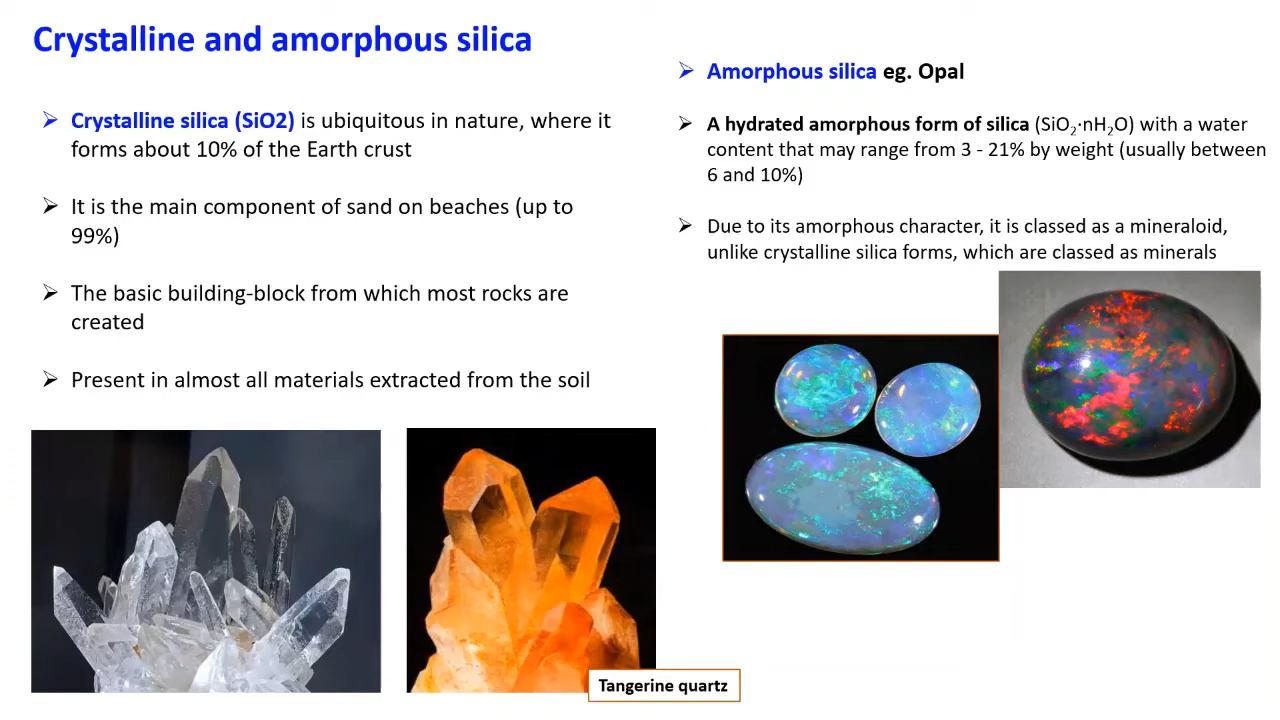 Crystalline and amorphous silica
➢ Crystalline silica (SiO2) is ubiquitous in nature, where it
forms about 10% of the Earth crust
➢ It is the main component of sand on beaches (up to
99%)
➢ The basic building-block from which most rocks are
created
➢ Present in almost all materials extracted from the soil
Tangerine quartz
➢ Amorphous silica eg. Opal
➢ A hydrated amorphous form of silica (SiO₂·nH₂O) with a water
content that may range from 3 - 21% by weight (usually between
6 and 10%)
➢ Due to its amorphous character, it is classed as a mineraloid,
unlike crystalline silica forms, which are classed as minerals